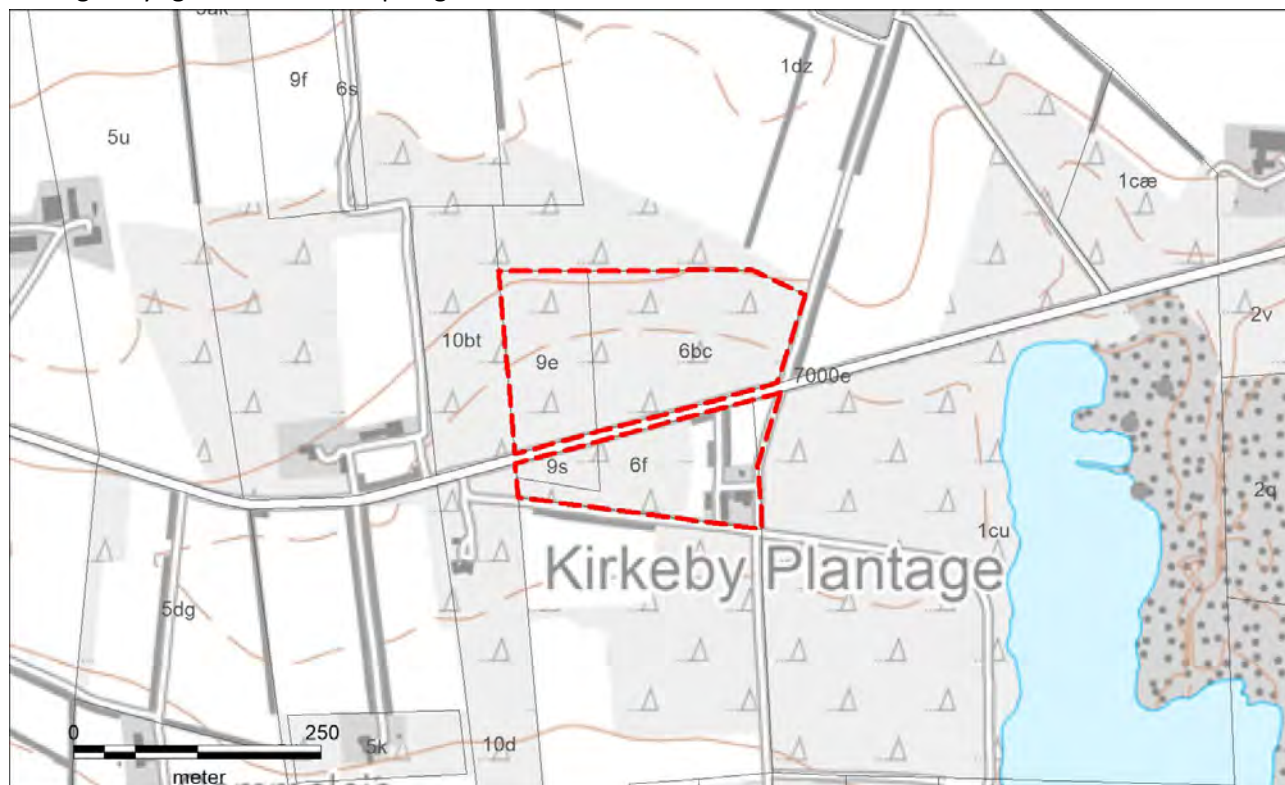 9f
6s
1dz
5u
1cæ
2v
10bt
9e
6bc
7000e
9s
6f
2q
1cu
Kirkeby Plantage
5dg
0
250
5k
10d
meter